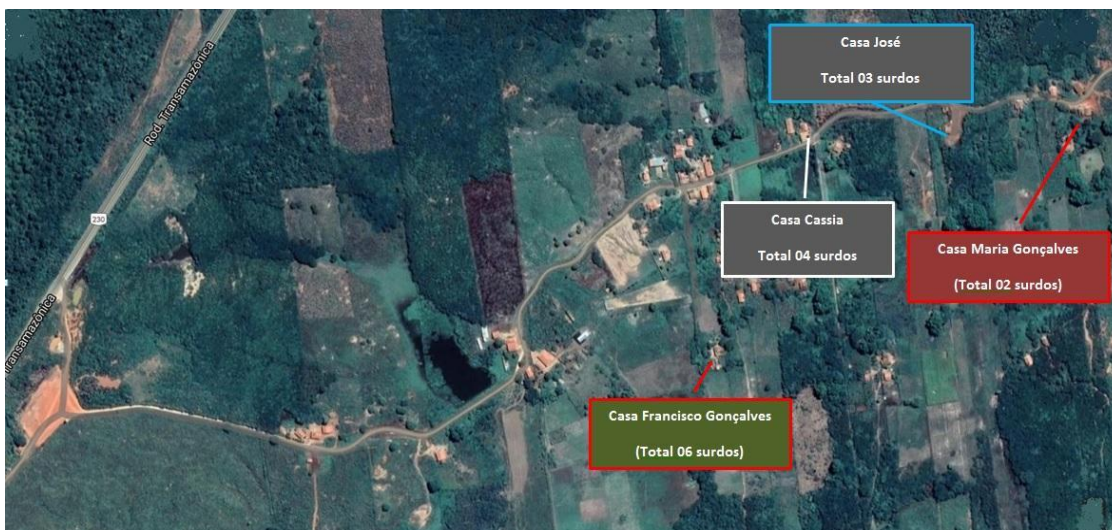 Rod. Transamazônica
230
Transamazônica
Casa José
Total 03 surdos
Casa Cassia
Total 04 surdos
Casa Maria Gonçalves
(Total 02 surdos)
Casa Francisco Gonçalves
(Total 06 surdos)